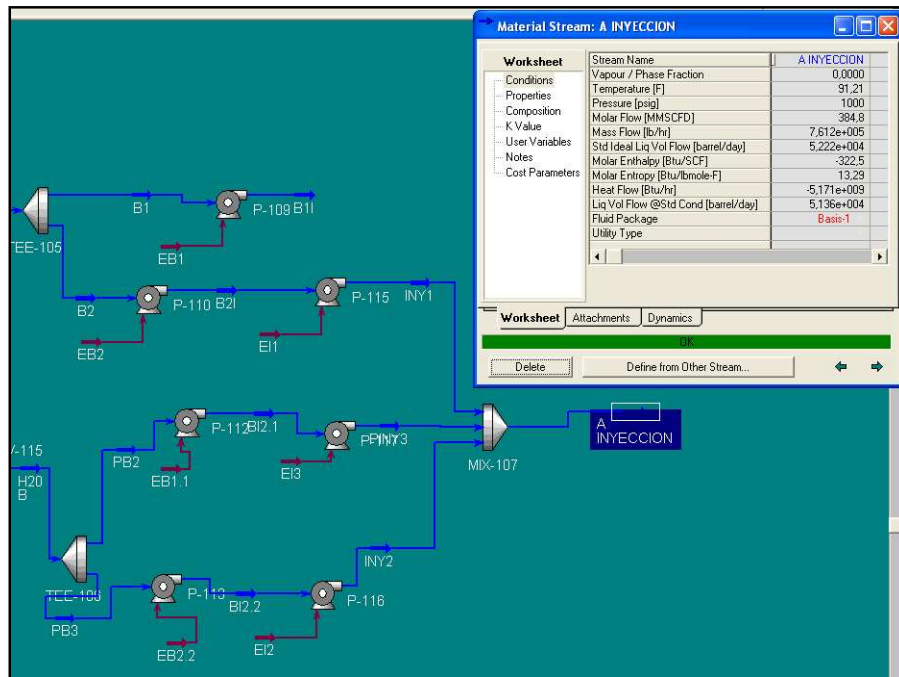 Material Stream: A INYECCION
Worksheet
Conditions
Properties
Composition
K Value
User Variables
Notes
Cost Parameters
Stream Name A INYECCION
Vapour / Phase Fraction 0,0000
Temperature [F] 91,21
Pressure [psig] 1000
Molar Flow [MMSCFD] 384,8
Mass Flow [lb/hr] 7,612e+005
Std Ideal Liq Vol Flow [barrel/day] 5,222e+004
Molar Enthalpy [Btu/SCF] -322,5
Molar Entropy [Btu/lbmole-F] 13,29
Heat Flow [Btu/hr] -5,171e+009
Liq Vol Flow @Std Cond [barrel/day] 5,136e+004
Fluid Package Basis-1
Utility Type
Worksheet Attachments Dynamics
OK
Delete Define from Other Stream...
B1
P-109
B1I
TEE-105
EB1
B2
P-110
B2I
P-115
INY1
EB2
EI1
P-112
BI2.1
PINY3
-115
PB2
MIX-107
A
INYECCION
H20
B
EB1.1
EI3
INY2
P-113
BI2.2
P-116
PB3
EB2.2
EI2